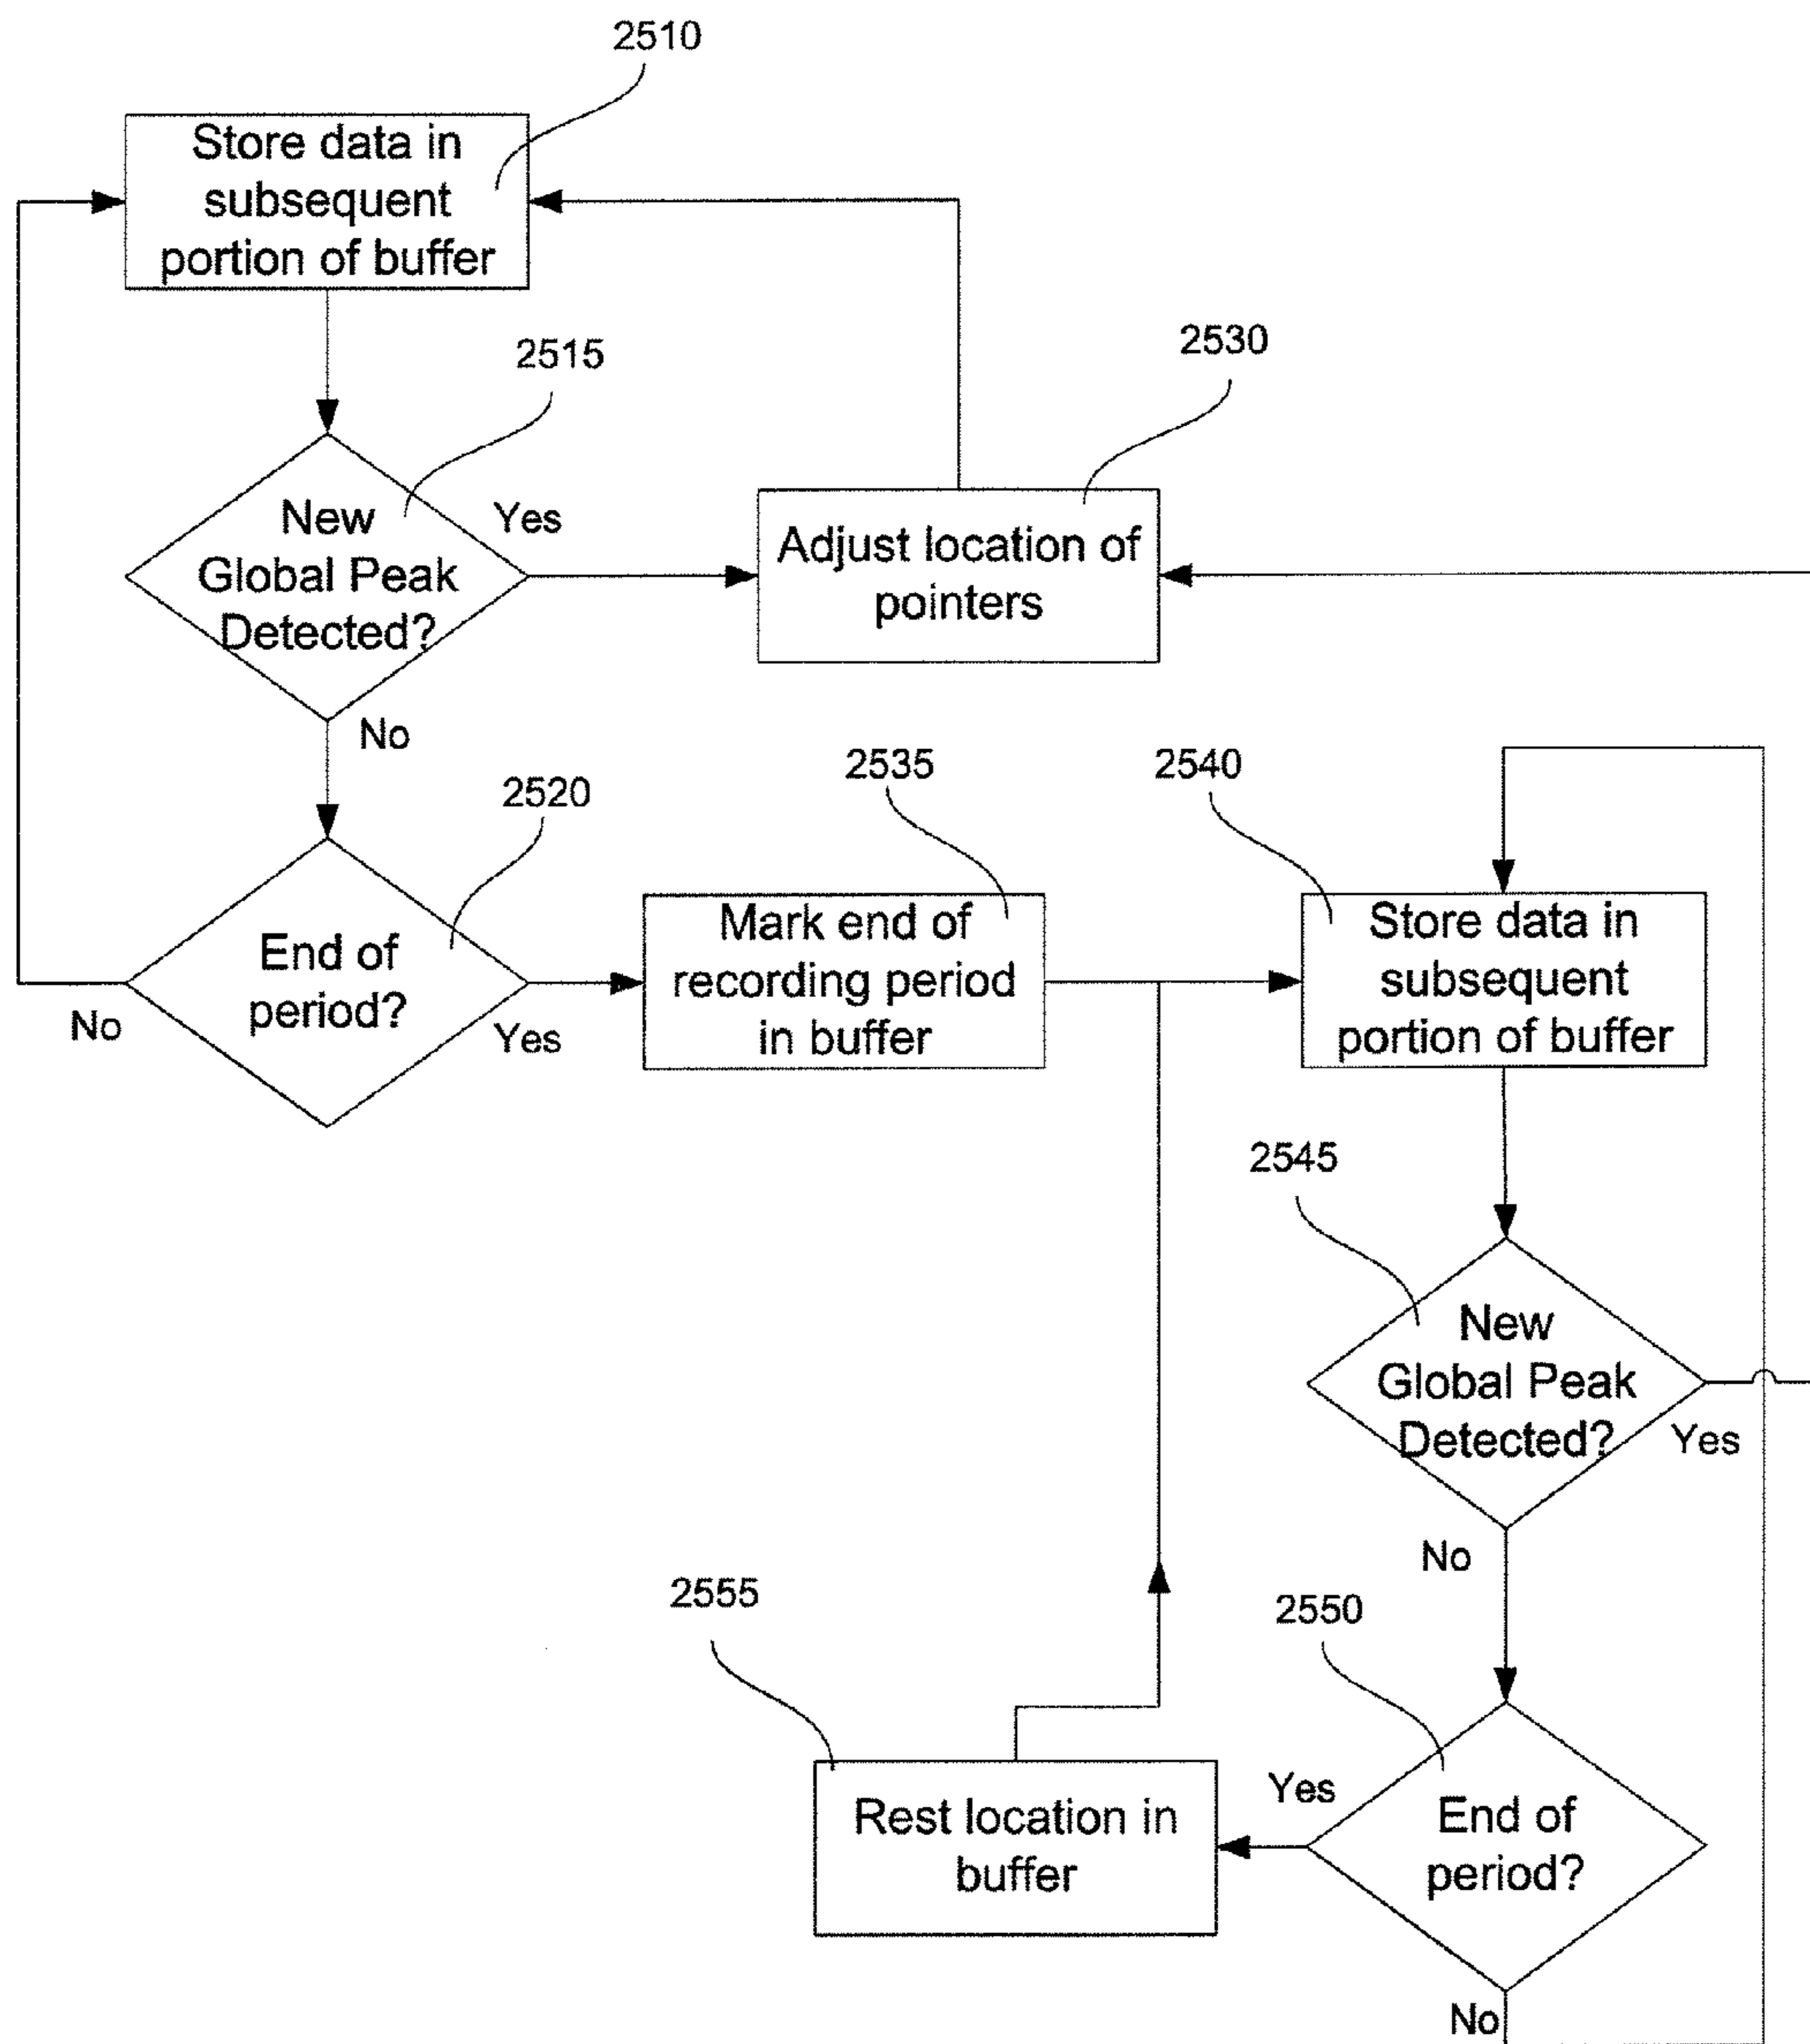 2510
Store data in
subsequent
portion of buffer
2515
New
Global Peak
Detected?
Yes
No
2530
Adjust location of
pointers
2520
End of
period?
No
Yes
2535
Mark end of
recording period
in buffer
2540
Store data in
subsequent
portion of buffer
2545
New
Global Peak
Detected?
Yes
No
2550
End of
period?
Yes
No
2555
Rest location in
buffer